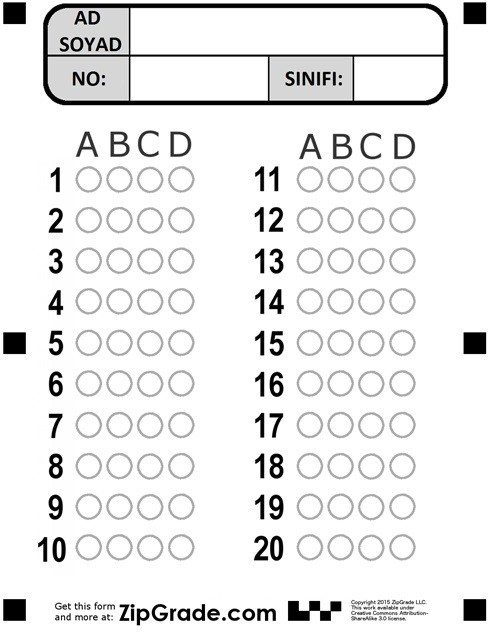 AD
SOYAD
NO: SINIFI:
A B C D A B C D
1 11
2 12
3 13
4 14
5 15
6 16
7 17
8 18
9 19
10 20
Get this form
and more at: ZipGrade.com
Copyright 2015 ZipGrade LLC.
This work available under
Creative Commons Attribution-
ShareAlike 3.0 license.